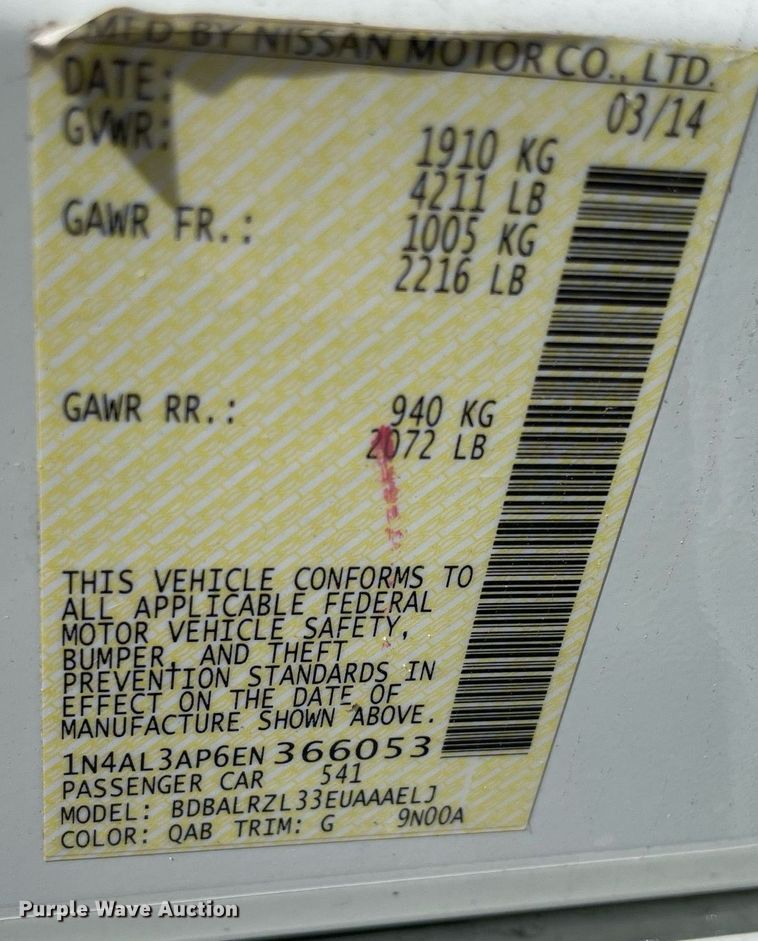 MFD BY NISSAN MOTOR CO., LTD.
DATE: 03/14
GVWR: 1910 KG
4211 LB
GAWR FR.: 1005 KG
2216 LB
GAWR RR.: 940 KG
2072 LB
THIS VEHICLE CONFORMS TO
ALL APPLICABLE FEDERAL
MOTOR VEHICLE SAFETY,
BUMPER, AND THEFT
PREVENTION STANDARDS IN
EFFECT ON THE DATE OF
MANUFACTURE SHOWN ABOVE.
1N4AL3AP6EN366053
PASSENGER CAR 541
MODEL: BDBALRZL33EUAAAELJ
COLOR: QAB TRIM: G 9N00A
Purple Wave Auction